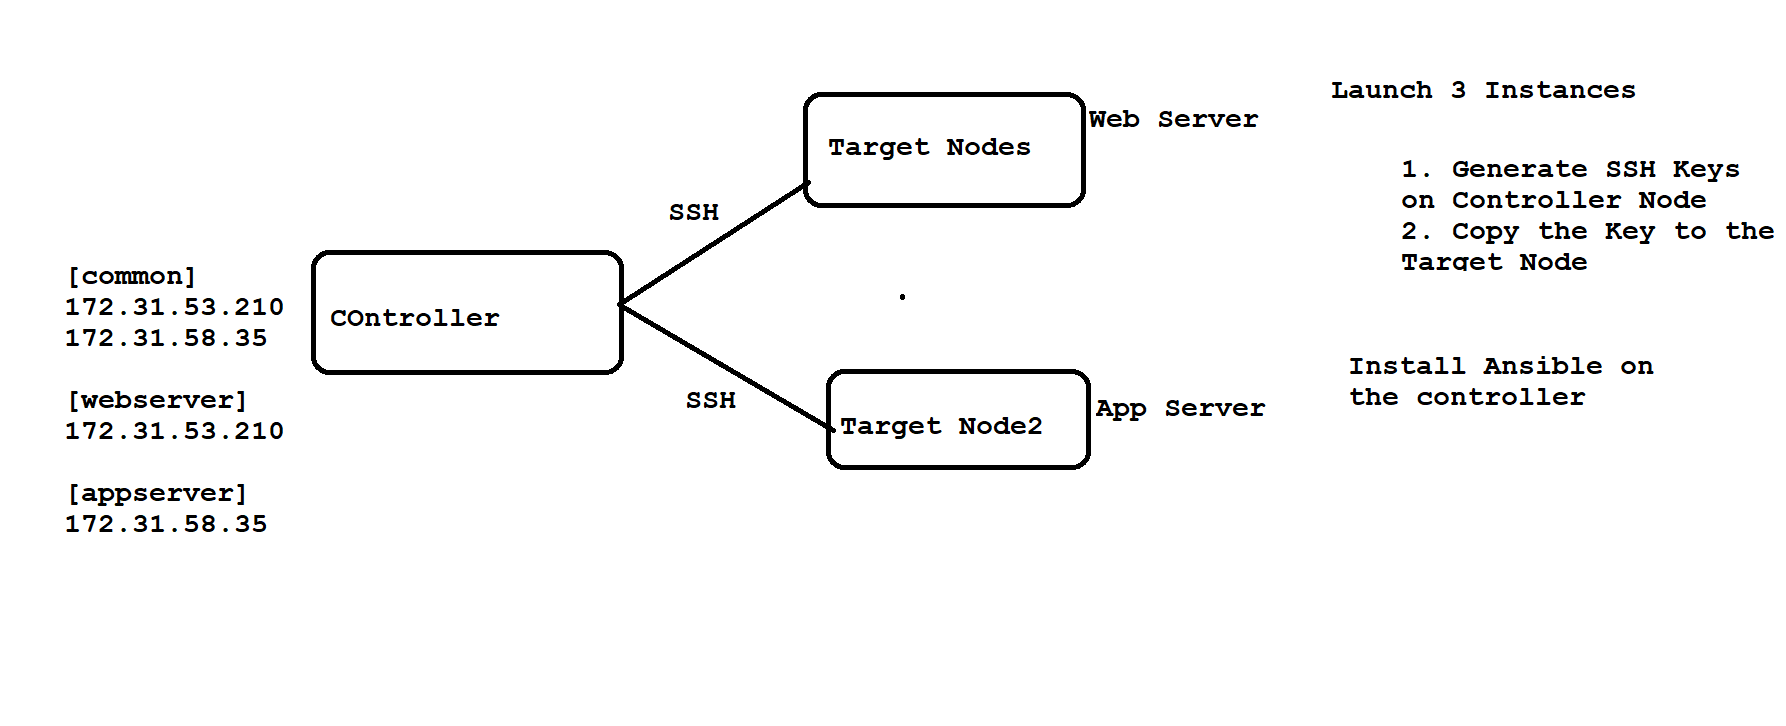 [common]
172.31.53.210
172.31.58.35
[webserver]
172.31.53.210
[appserver]
172.31.58.35
COntroller
SSH
SSH
Target Nodes
Web Server
Target Node2
App Server
Launch 3 Instances
1. Generate SSH Keys
on Controller Node
2. Copy the Key to the
Target Node
Install Ansible on
the controller